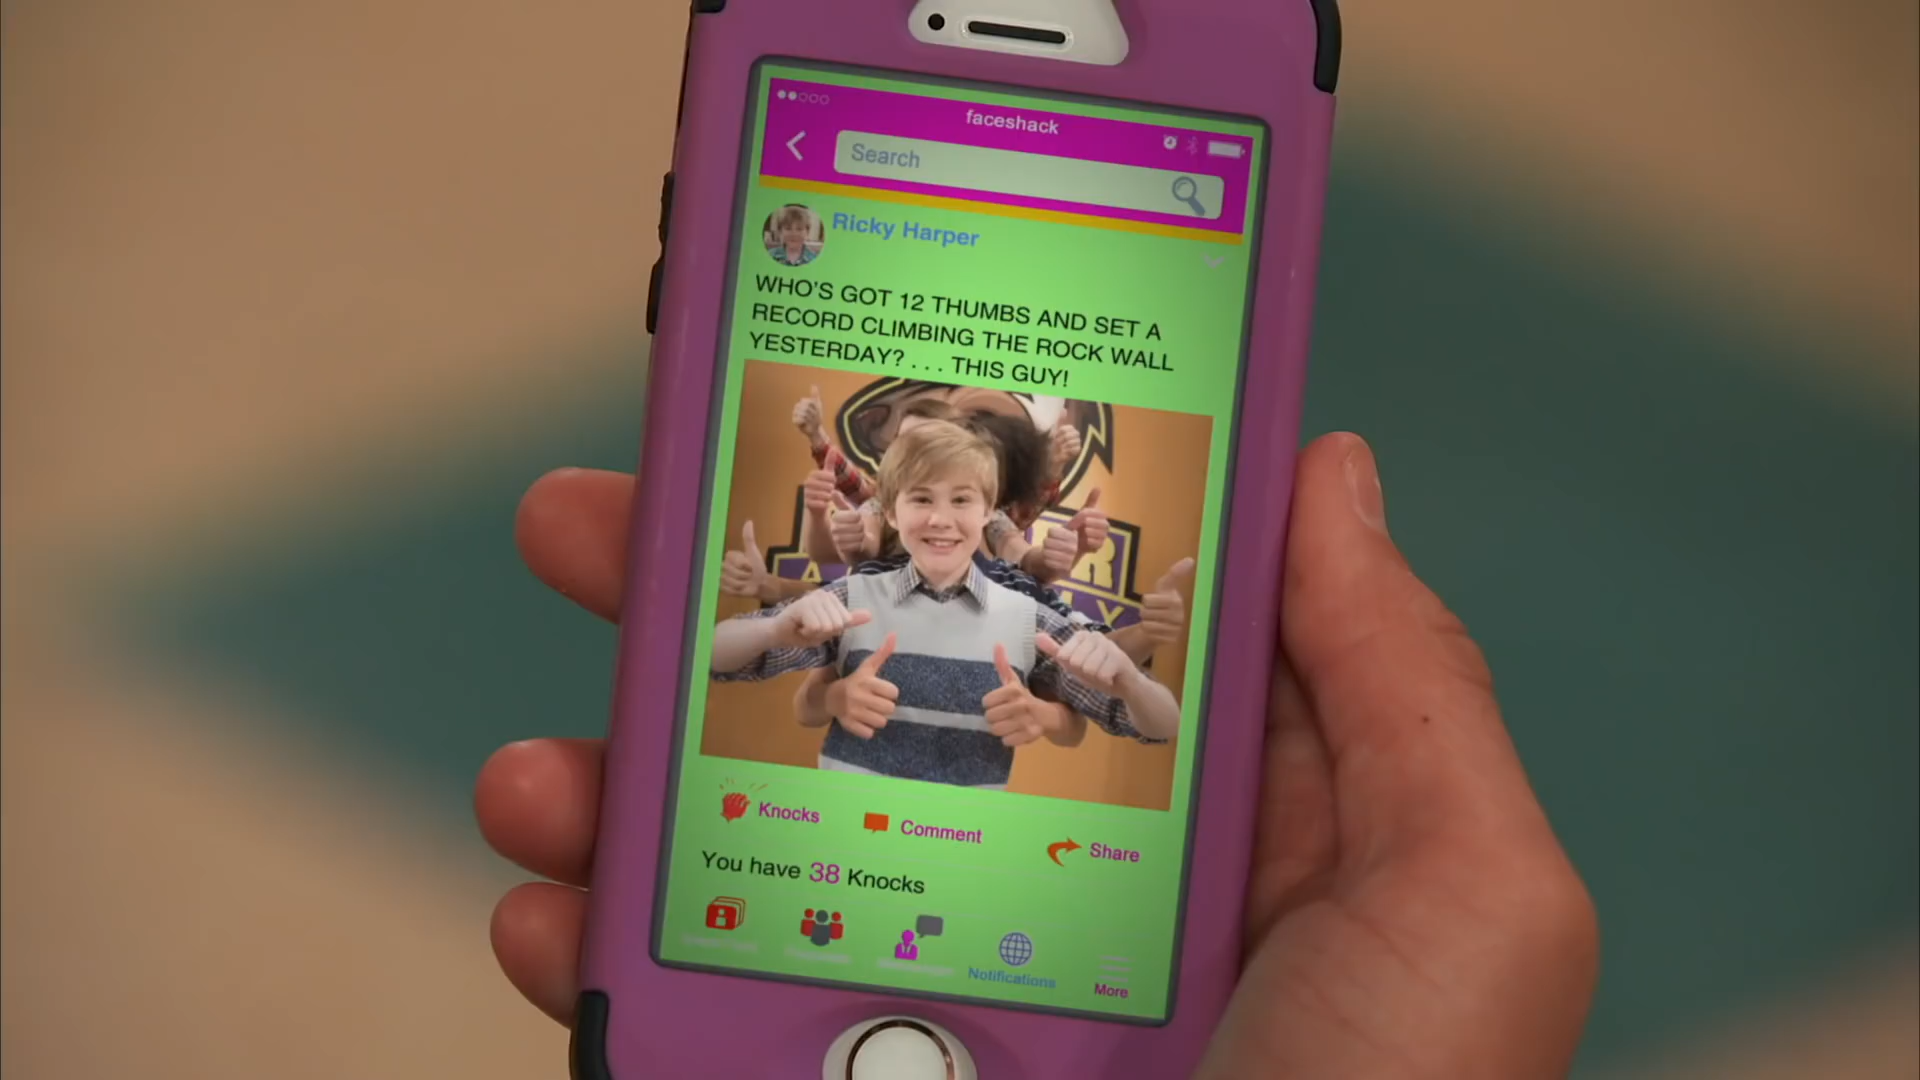 faceshack
Search
Ricky Harper
WHO'S GOT 12 THUMBS AND SET A
RECORD CLIMBING THE ROCK WALL
YESTERDAY? . . . THIS GUY!
Knocks
Comment
Share
You have 38 Knocks
Notifications
More